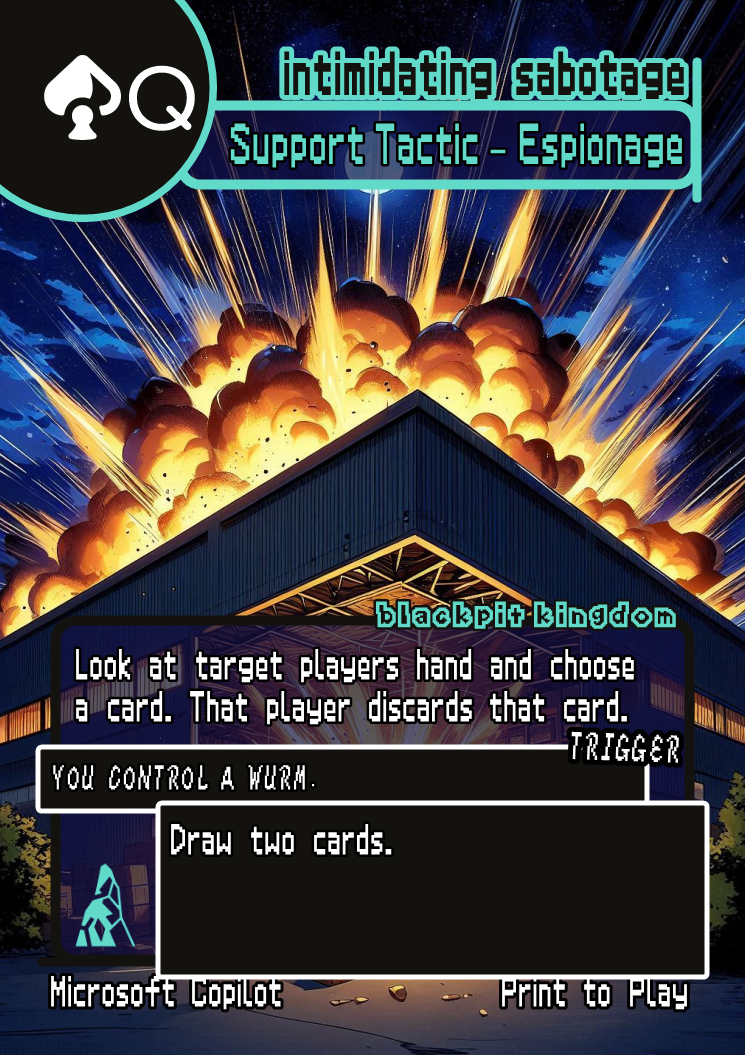 Q
intimidating sabotage
Support Tactic – Espionage
blackpit kingdom
Look at target players hand and choose
a card. That player discards that card.
TRIGGER
YOU CONTROL A WURM.
Draw two cards.
Microsoft Copilot
Print to Play